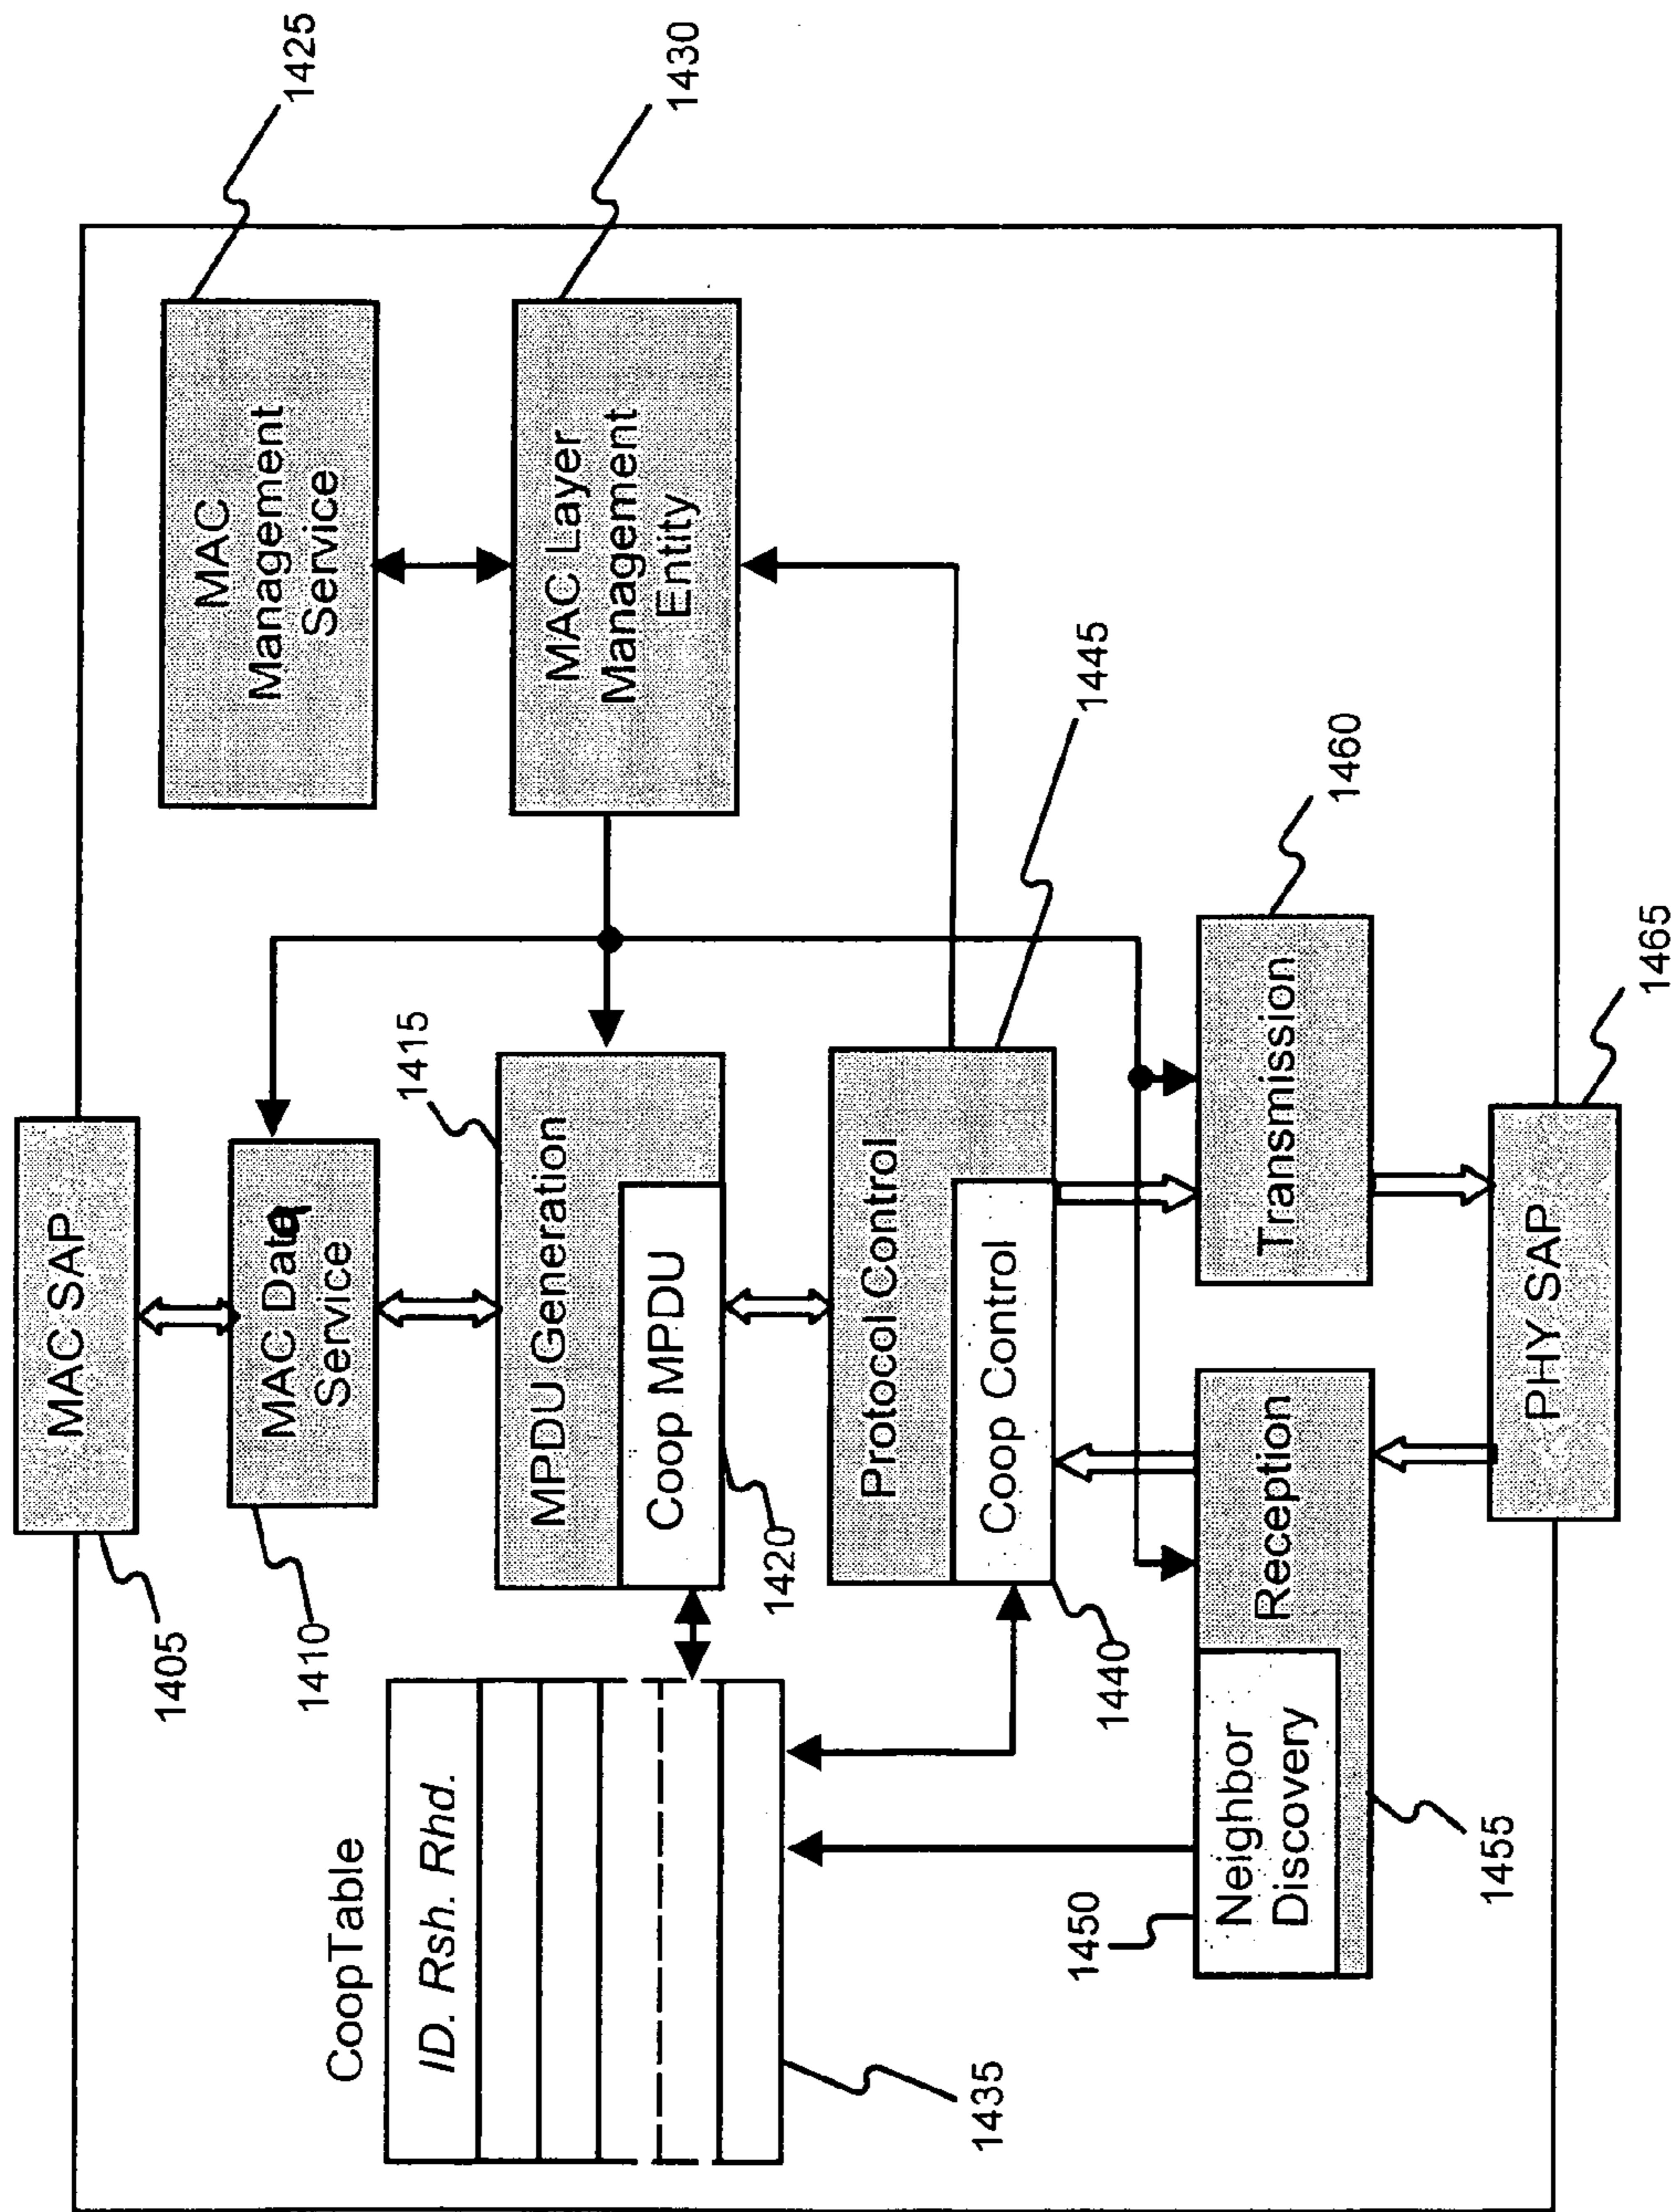 MAC SAP
1405
MAC Data
Service
1410
MAC
Management
Service
1425
CoopTable
ID. Rsh. Rhd.
1435
MPDU Generation
1415
Coop MPDU
1420
MAC Layer
Management
Entity
1430
Protocol Control
1445
Coop Control
1440
Neighbor
Discovery
1450
Reception
1455
Transmission
1460
PHY SAP
1465